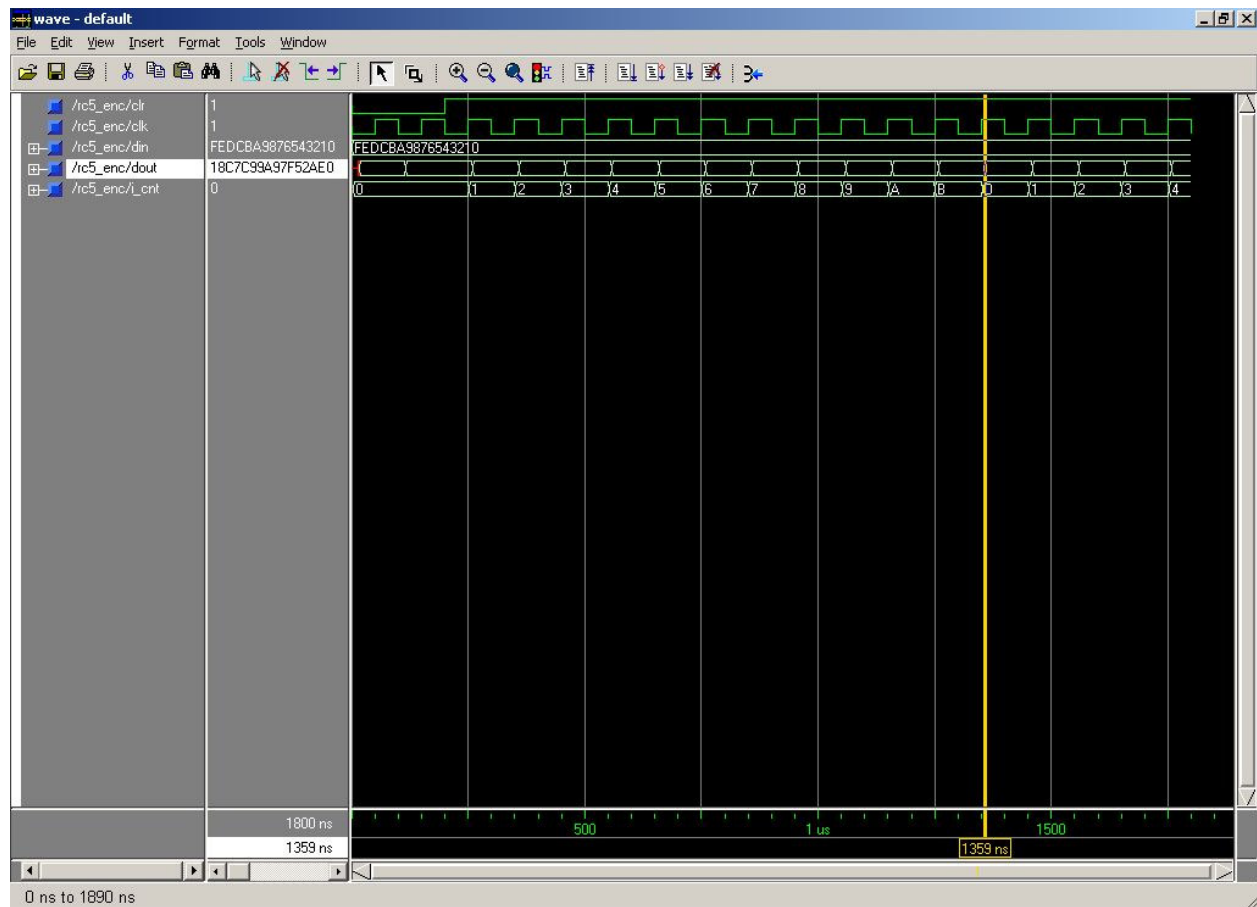 wave - default
File Edit View Insert Format Tools Window
/rc5_enc/clr 1
/rc5_enc/clk 1
/rc5_enc/din FEDCBA9876543210 FEDCBA9876543210
/rc5_enc/dout 18C7C99A97F52AE0
/rc5_enc/i_cnt 0 0 1 2 3 4 5 6 7 8 9 A B 0 1 2 3 4
1800 ns 500 1 us 1500
1359 ns 1359 ns
0 ns to 1890 ns